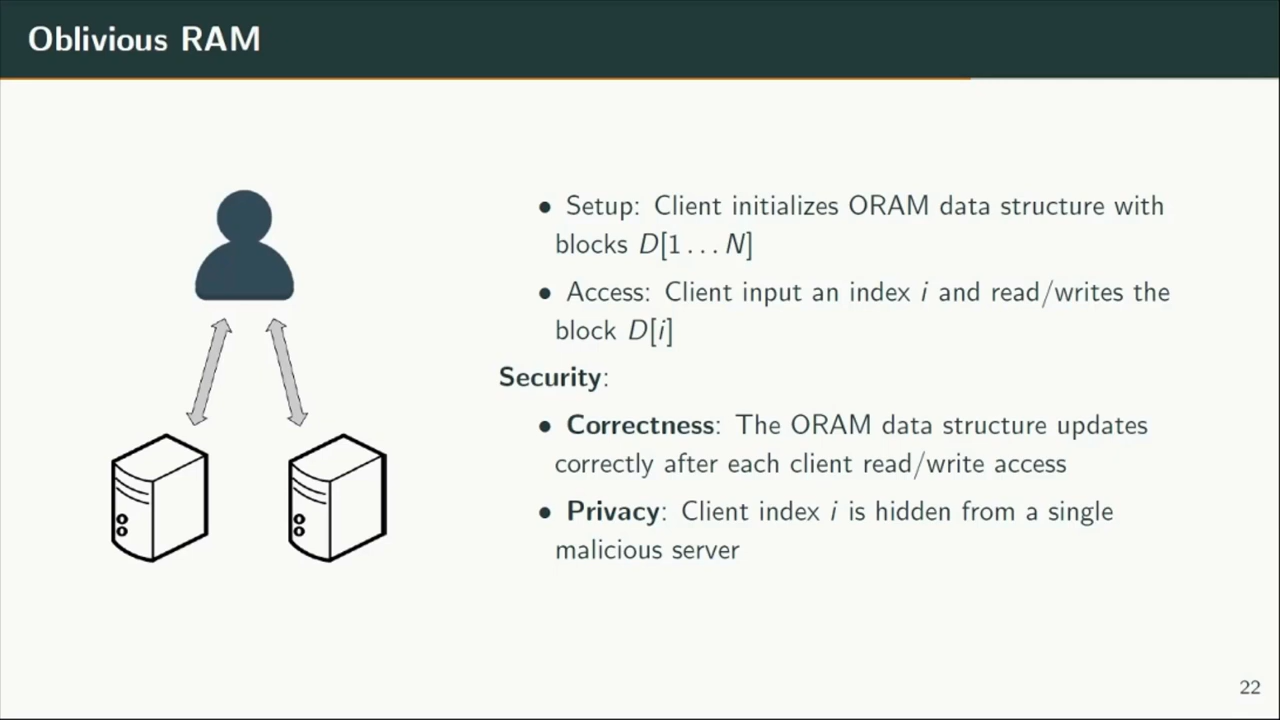 Oblivious RAM
• Setup: Client initializes ORAM data structure with
blocks D[1 . . . N]
• Access: Client input an index i and read/writes the
block D[i]
Security:
• Correctness: The ORAM data structure updates
correctly after each client read/write access
• Privacy: Client index i is hidden from a single
malicious server
22